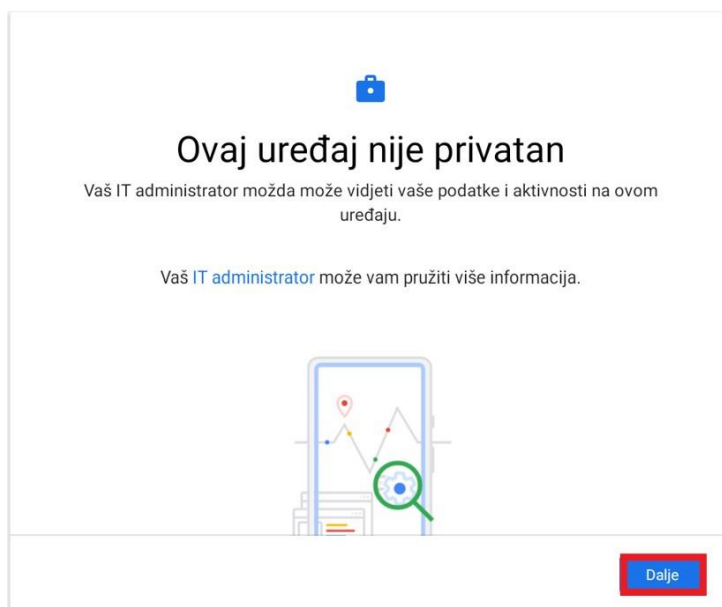 Ovaj uređaj nije privatan
Vaš IT administrator možda može vidjeti vaše podatke i aktivnosti na ovom
uređaju.
Vaš IT administrator može vam pružiti više informacija.
Dalje